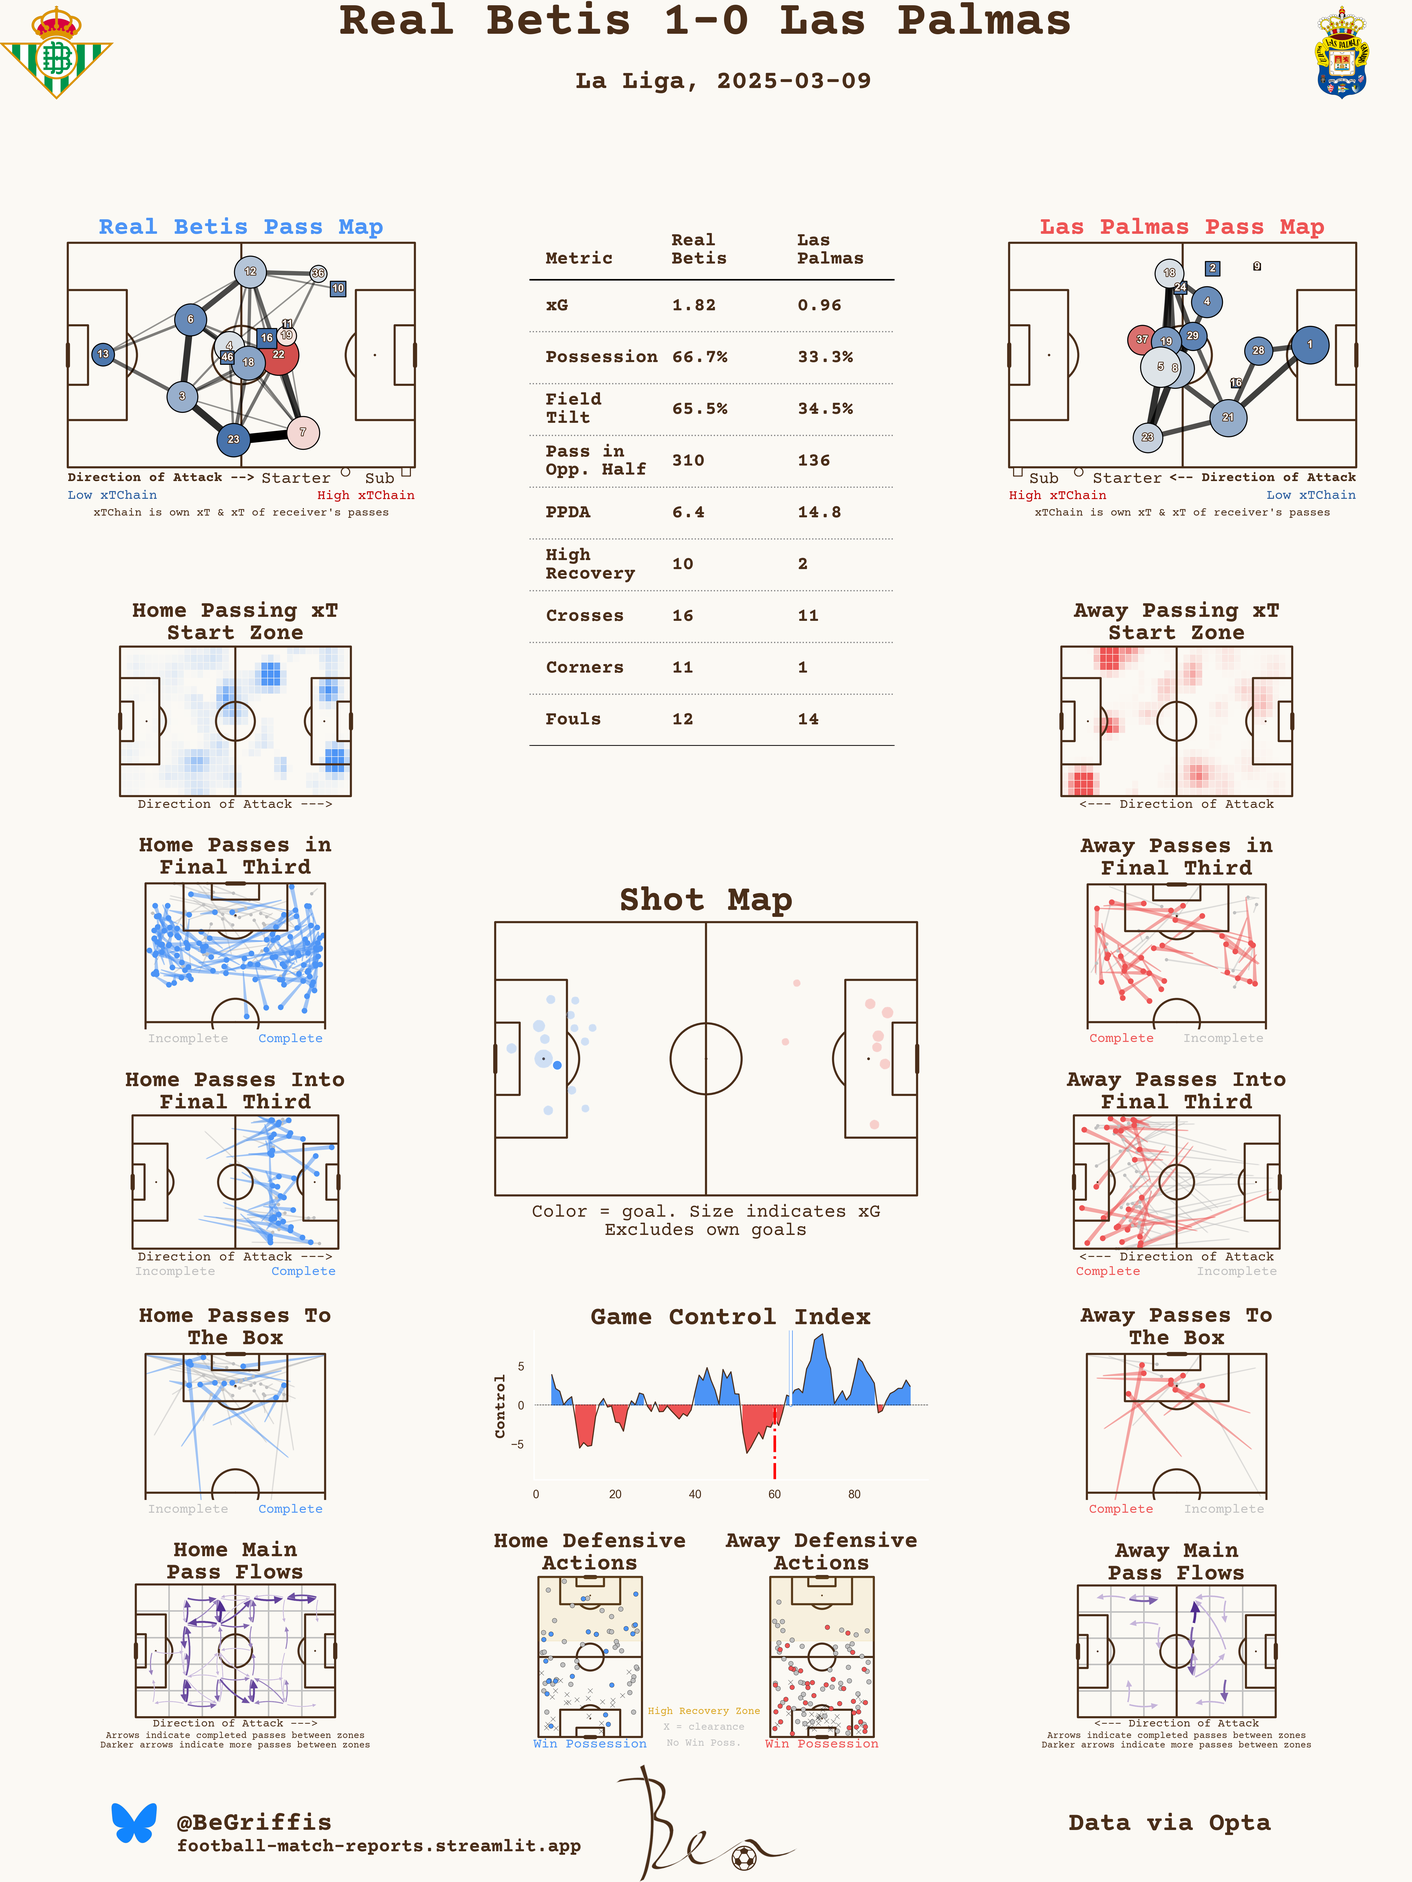 Real Betis 1-0 Las Palmas
La Liga, 2025-03-09
LAS PALMAS
Real Betis Pass Map
12
36
10
6
11
19
4
16
13
46
22
18
3
7
23
Direction of Attack --> Starter Sub
Low xTChain High xTChain
xTChain is own xT & xT of receiver's passes
Metric Real Betis Las Palmas
xG 1.82 0.96
Possession 66.7% 33.3%
Field Tilt 65.5% 34.5%
Pass in Opp. Half 310 136
PPDA 6.4 14.8
High Recovery 10 2
Crosses 16 11
Corners 11 1
Fouls 12 14
Las Palmas Pass Map
18
2
9
24
4
37
19
29
28
1
5
8
16
21
23
Sub Starter <-- Direction of Attack
High xTChain Low xTChain
xTChain is own xT & xT of receiver's passes
Home Passing xT
Start Zone
Direction of Attack --->
Away Passing xT
Start Zone
<--- Direction of Attack
Home Passes in
Final Third
Incomplete Complete
Shot Map
Color = goal. Size indicates xG
Excludes own goals
Away Passes in
Final Third
Complete Incomplete
Home Passes Into
Final Third
Direction of Attack --->
Incomplete Complete
Away Passes Into
Final Third
<--- Direction of Attack
Complete Incomplete
Home Passes To
The Box
Incomplete Complete
Game Control Index
Control
5
0
−5
0 20 40 60 80
Away Passes To
The Box
Complete Incomplete
Home Main
Pass Flows
Direction of Attack --->
Arrows indicate completed passes between zones
Darker arrows indicate more passes between zones
Home Defensive
Actions
Win Possession
High Recovery Zone
X = clearance
No Win Poss.
Away Defensive
Actions
Win Possession
Away Main
Pass Flows
<--- Direction of Attack
Arrows indicate completed passes between zones
Darker arrows indicate more passes between zones
@BeGriffis
football-match-reports.streamlit.app
Ben
Data via Opta